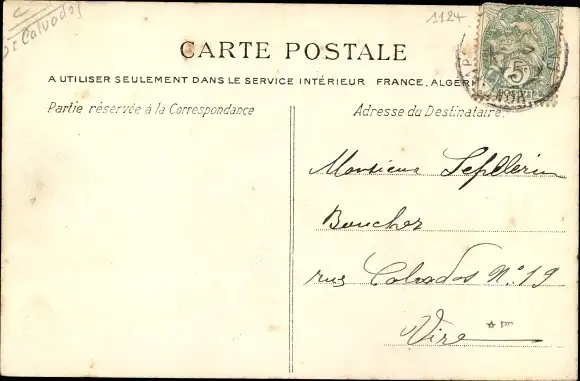 Calvados
1124
CARTE POSTALE
A UTILISER SEULEMENT DANS LE SERVICE INTÉRIEUR FRANCE, ALGÉR
Partie réservée à la Correspondance
Adresse du Destinataire.
5
Monsieur
Boucher
rue Calvados N.° 19
Vire